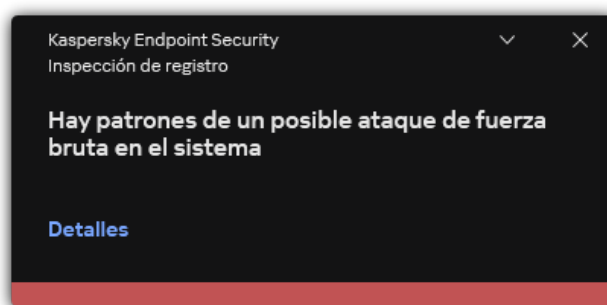 Kaspersky Endpoint Security
Inspección de registro
Hay patrones de un posible ataque de fuerza
bruta en el sistema
Detalles